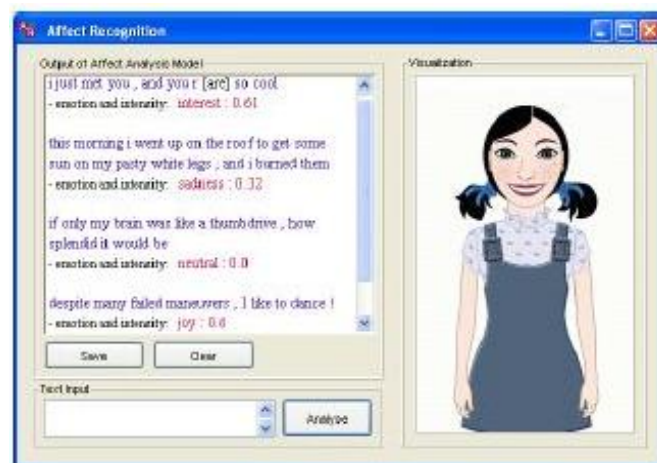 Affect Recognition
Output of Affect Analysis Model
i just met you , and you r [are] so cool
- emotion and intensity: interest : 0.61
this morning i went up on the roof to get some
sun on my pasty white legs , and i burned them
- emotion and intensity: sadness : 0.32
if only my brain was like a thumbdrive , how
splendid it would be
- emotion and intensity: neutral : 0.0
despite many failed maneuvers , I like to dance !
- emotion and intensity: joy : 0.6
Save
Clear
Text Input
Analyse
Visualization